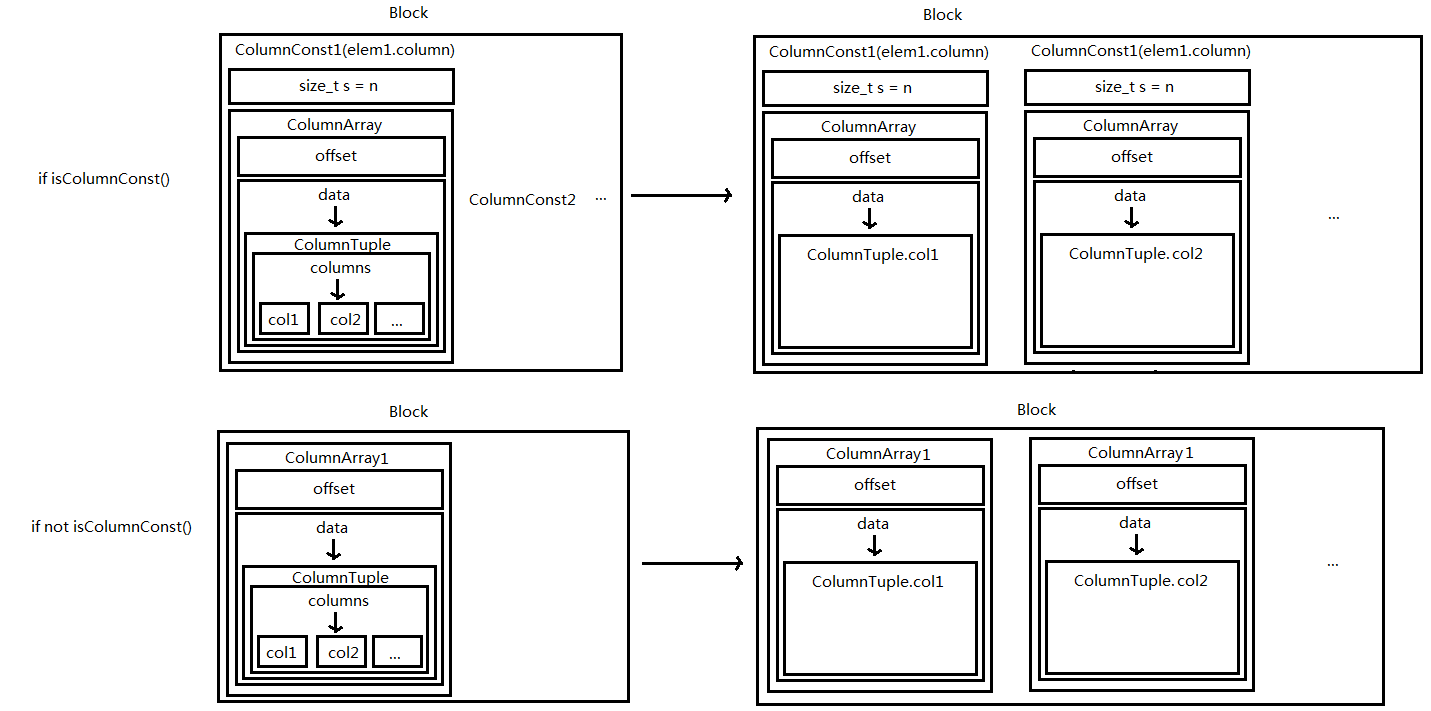 Block
ColumnConst1(elem1.column)
size_t s = n
ColumnArray
offset
data
ColumnTuple
columns
col1
col2
...
ColumnConst2
...
if isColumnConst()
Block
ColumnConst1(elem1.column)
size_t s = n
ColumnArray
offset
data
ColumnTuple.col1
ColumnConst1(elem1.column)
size_t s = n
ColumnArray
offset
data
ColumnTuple.col2
...
Block
ColumnArray1
offset
data
ColumnTuple
columns
col1
col2
...
if not isColumnConst()
Block
ColumnArray1
offset
data
ColumnTuple.col1
ColumnArray1
offset
data
ColumnTuple.col2
...